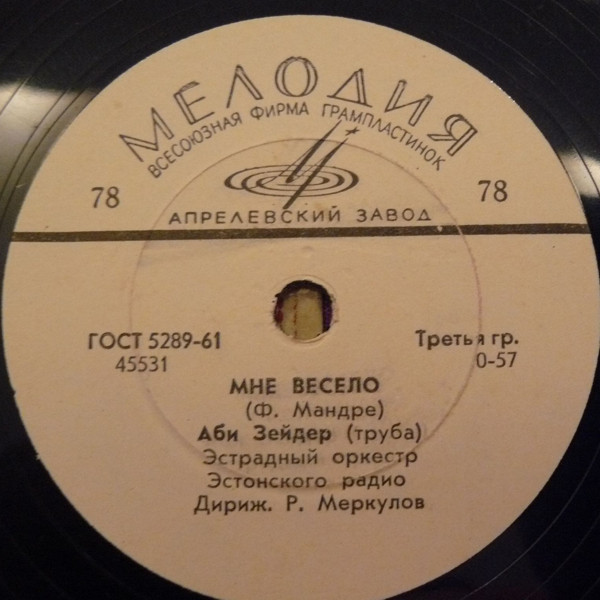 МЕЛОДИЯ
ВСЕСОЮЗНАЯ ФИРМА ГРАМПЛАСТИНОК
78 78
АПРЕЛЕВСКИЙ ЗАВОД
ГОСТ 5289-61 Третья гр.
45531 0-57
МНЕ ВЕСЕЛО
(Ф. Мандре)
Аби Зейдер (труба)
Эстрадный оркестр
Эстонского радио
Дириж. Р. Меркулов